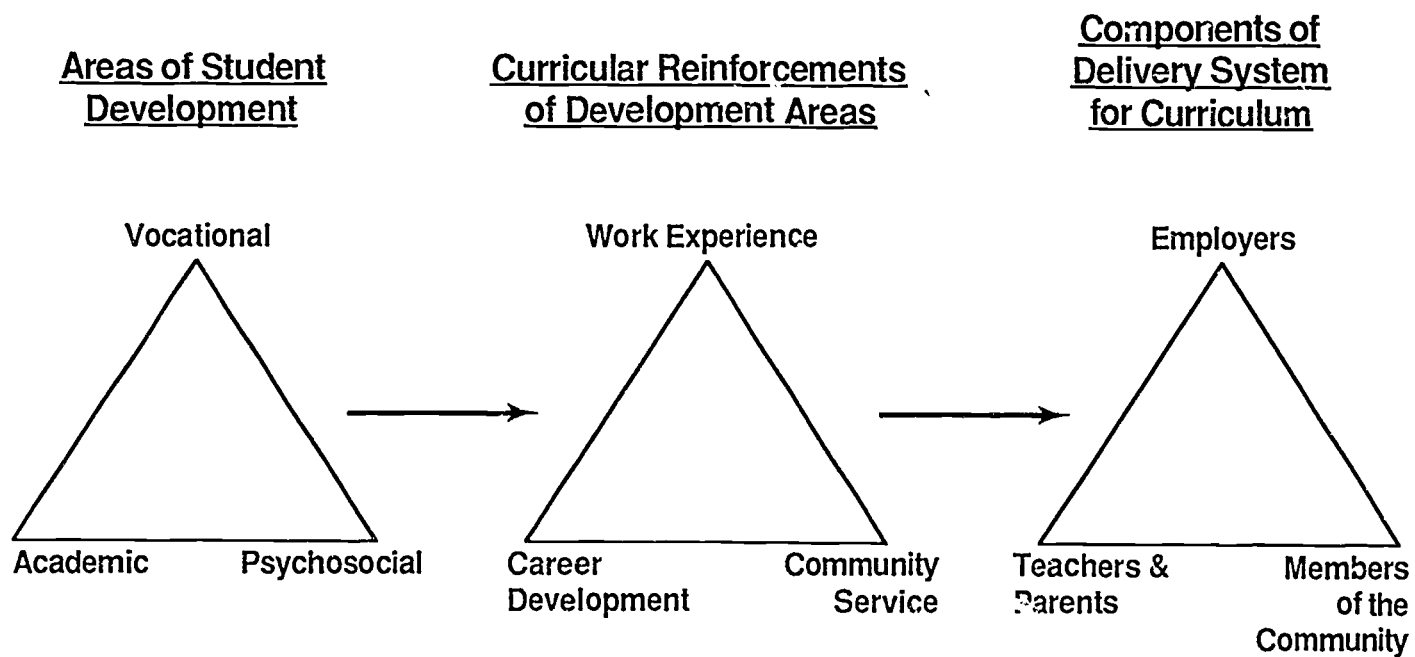 Areas of Student
Development
Curricular Reinforcements
of Development Areas
Components of
Delivery System
for Curriculum
Vocational
Academic
Psychosocial
Work Experience
Career
Development
Community
Service
Employers
Teachers &
Parents
Members
of the
Community